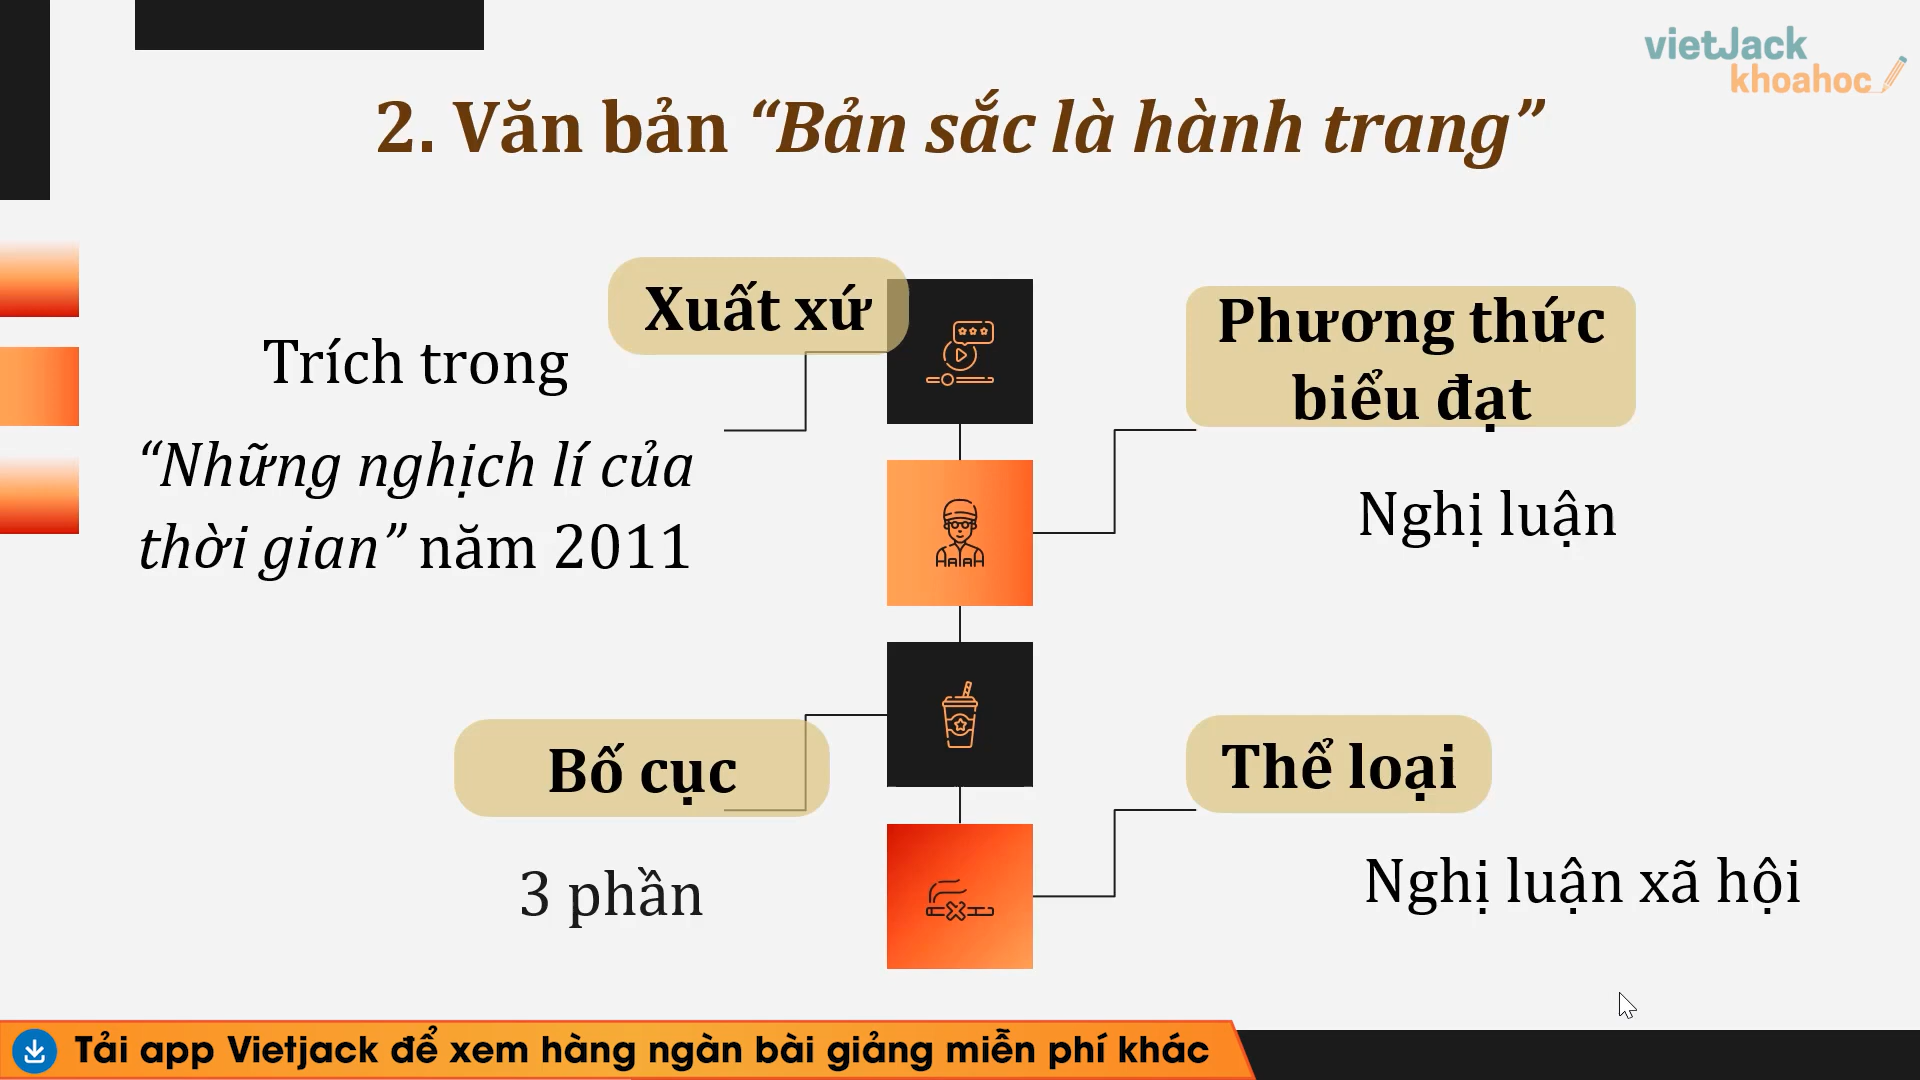 vietJack
khoahoc
2. Văn bản “Bản sắc là hành trang”
Xuất xứ
Trích trong
“Những nghịch lí của
thời gian” năm 2011
Phương thức
biểu đạt
Nghị luận
Bố cục
3 phần
Thể loại
Nghị luận xã hội
Tải app Vietjack để xem hàng ngàn bài giảng miễn phí khác